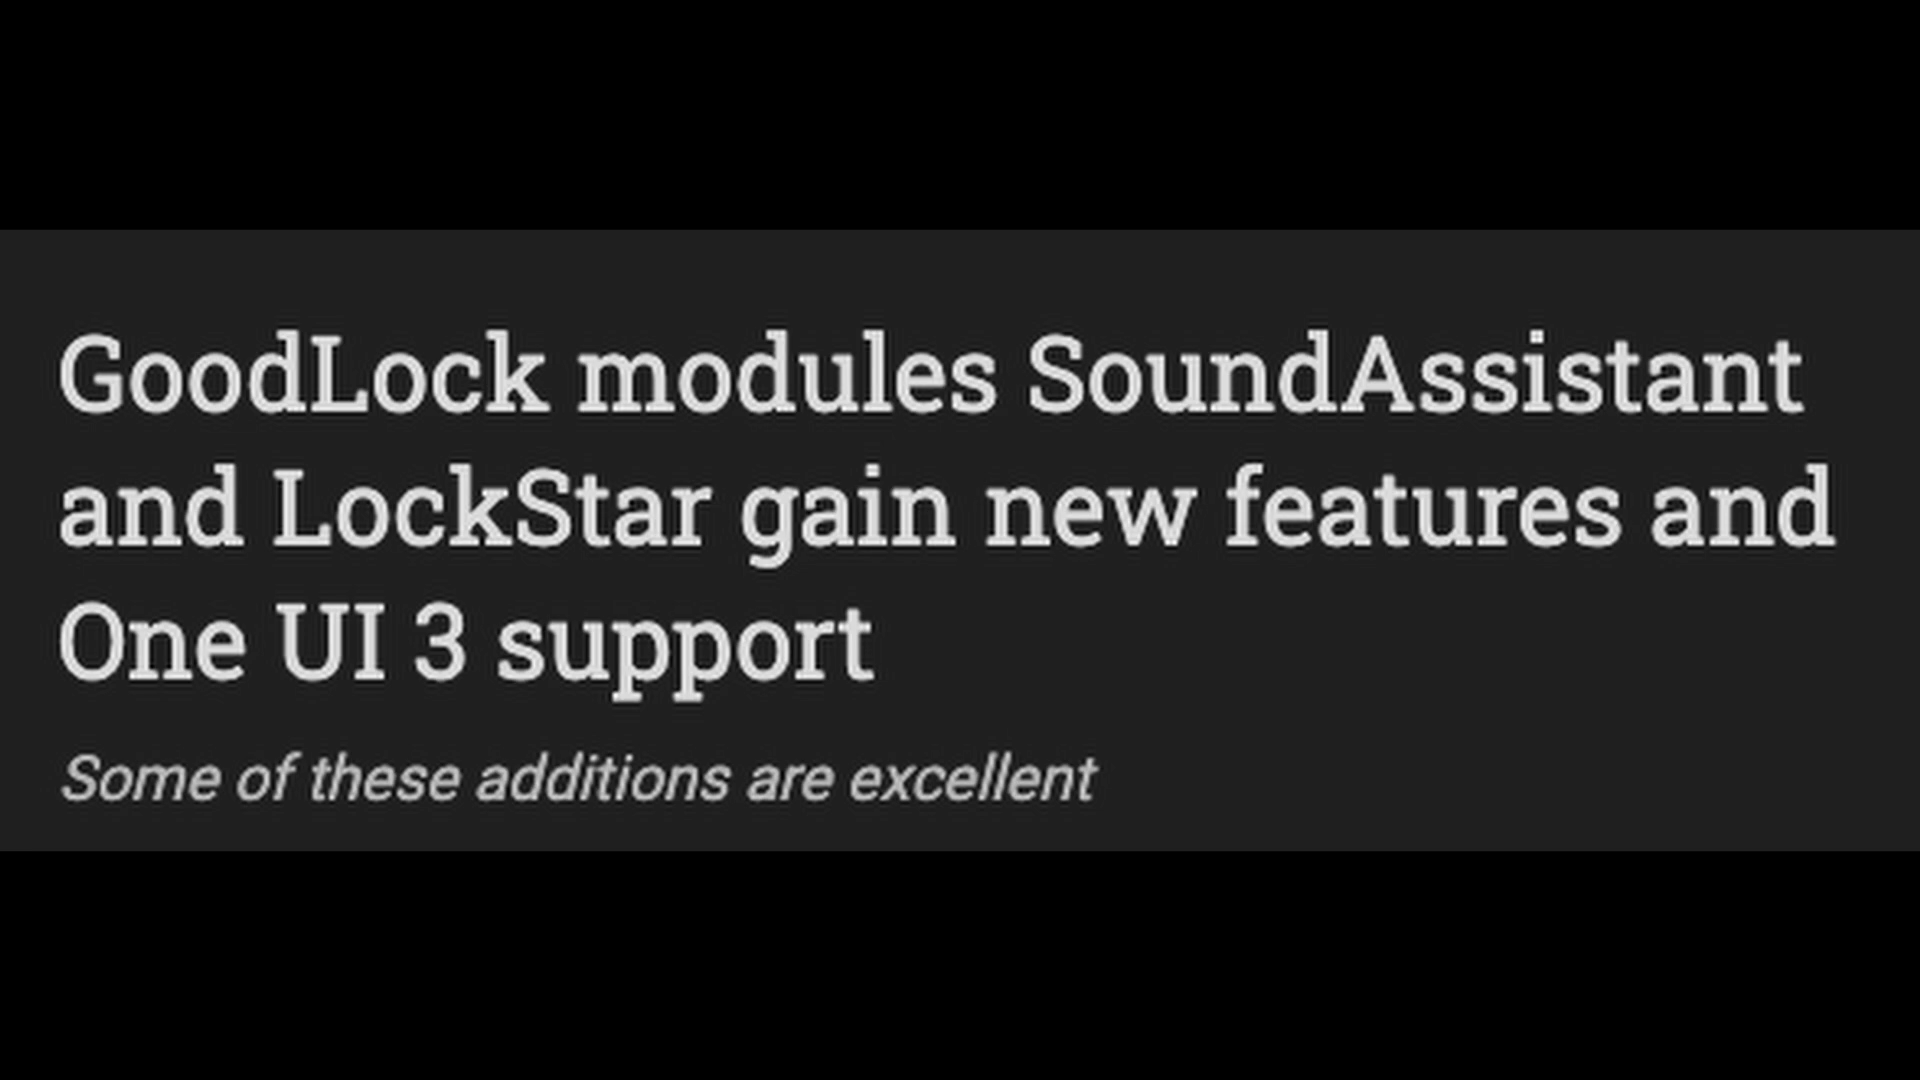 GoodLock modules SoundAssistant
and LockStar gain new features and
One UI 3 support
Some of these additions are excellent